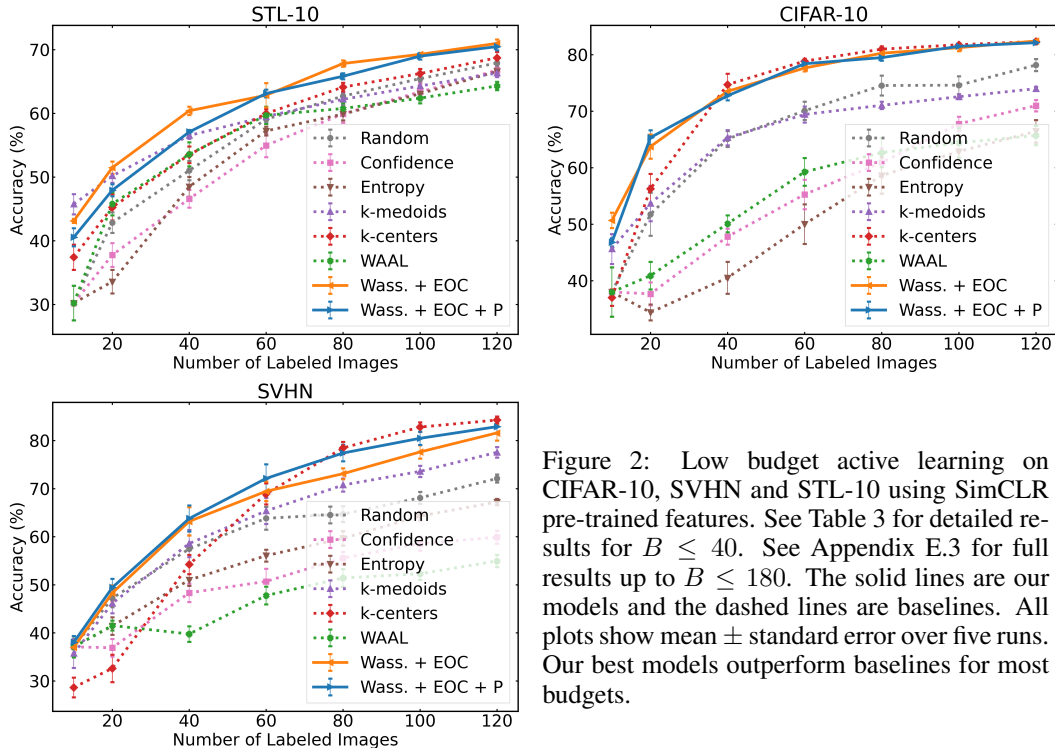 STL-10
Accuracy (%)
70
60
50
40
30
20
40
60
80
100
120
Number of Labeled Images
Random
Confidence
Entropy
k-medoids
k-centers
WAAL
Wass. + EOC
Wass. + EOC + P
CIFAR-10
Accuracy (%)
80
70
60
50
40
20
40
60
80
100
120
Number of Labeled Images
Random
Confidence
Entropy
k-medoids
k-centers
WAAL
Wass. + EOC
Wass. + EOC + P
SVHN
Accuracy (%)
80
70
60
50
40
30
20
40
60
80
100
120
Number of Labeled Images
Random
Confidence
Entropy
k-medoids
k-centers
WAAL
Wass. + EOC
Wass. + EOC + P
Figure 2: Low budget active learning on
CIFAR-10, SVHN and STL-10 using SimCLR
pre-trained features. See Table 3 for detailed re-
sults for B ≤ 40. See Appendix E.3 for full
results up to B ≤ 180. The solid lines are our
models and the dashed lines are baselines. All
plots show mean ± standard error over five runs.
Our best models outperform baselines for most
budgets.